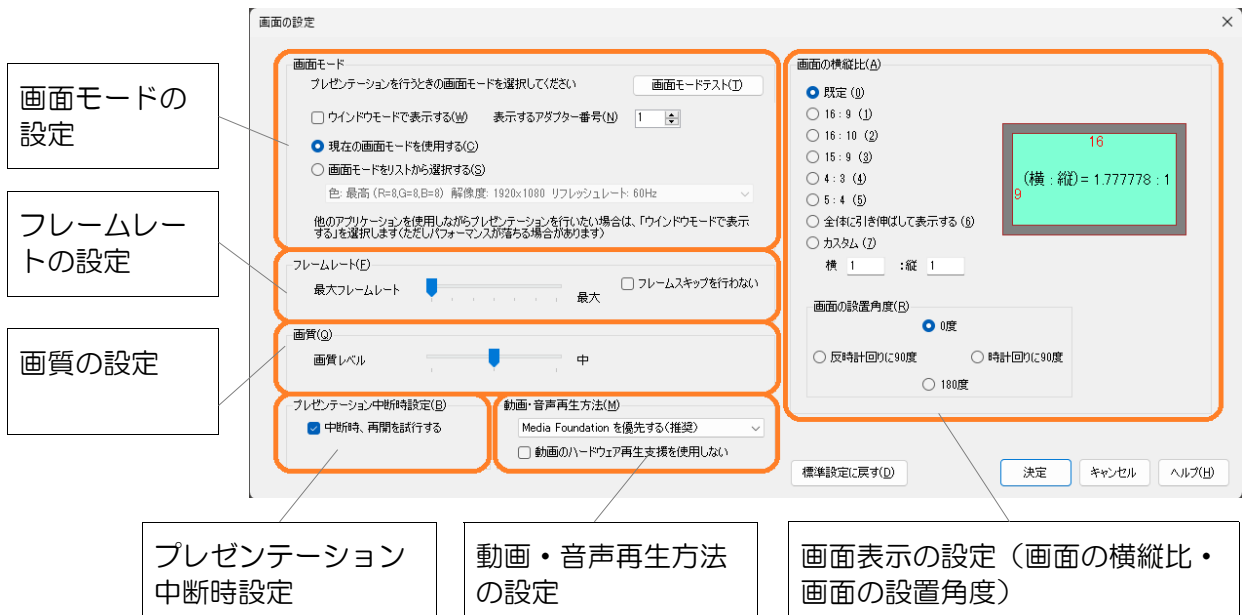 画面の設定
画面モードの
設定
フレームレー
トの設定
画質の設定
画面モード
プレゼンテーションを行うときの画面モードを選択してください
画面モードテスト(T)
ウインドウモードで表示する(W)
表示するアダプター番号(N)
1
現在の画面モードを使用する(C)
画面モードをリストから選択する(S)
色: 最高 (R=8,G=8,B=8) 解像度: 1920x1080 リフレッシュレート: 60Hz
他のアプリケーションを使用しながらプレゼンテーションを行いたい場合は、「ウインドウモードで表示
する」を選択します(ただしパフォーマンスが落ちる場合があります)
フレームレート(F)
最大フレームレート
最大
フレームスキップを行わない
画質(Q)
画質レベル
中
プレゼンテーション中断時設定(B)
中断時、再開を試行する
動画・音声再生方法(M)
Media Foundation を優先する(推奨)
動画のハードウェア再生支援を使用しない
画面の横縦比(A)
既定 (0)
16 : 9 (1)
16 : 10 (2)
15 : 9 (3)
4 : 3 (4)
5 : 4 (5)
全体に引き伸ばして表示する (6)
カスタム (7)
横 1 :縦 1
16
(横 : 縦)= 1.777778 : 1
9
画面の設置角度(R)
0度
反時計回りに90度
時計回りに90度
180度
標準設定に戻す(D)
決定
キャンセル
ヘルプ(H)
プレゼンテーション
中断時設定
動画・音声再生方法
の設定
画面表示の設定（画面の横縦比・
画面の設置角度）